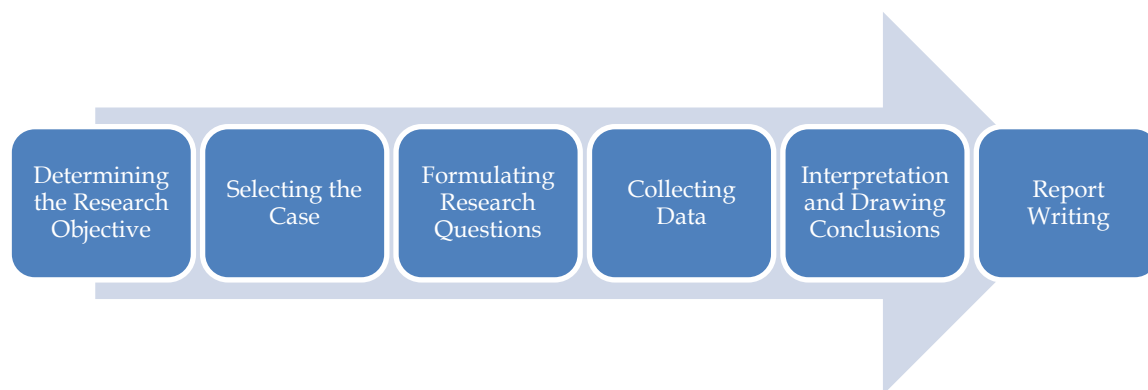 Determining
the Research
Objective
Selecting the
Case
Formulating
Research
Questions
Collecting
Data
Interpretation
and Drawing
Conclusions
Report
Writing